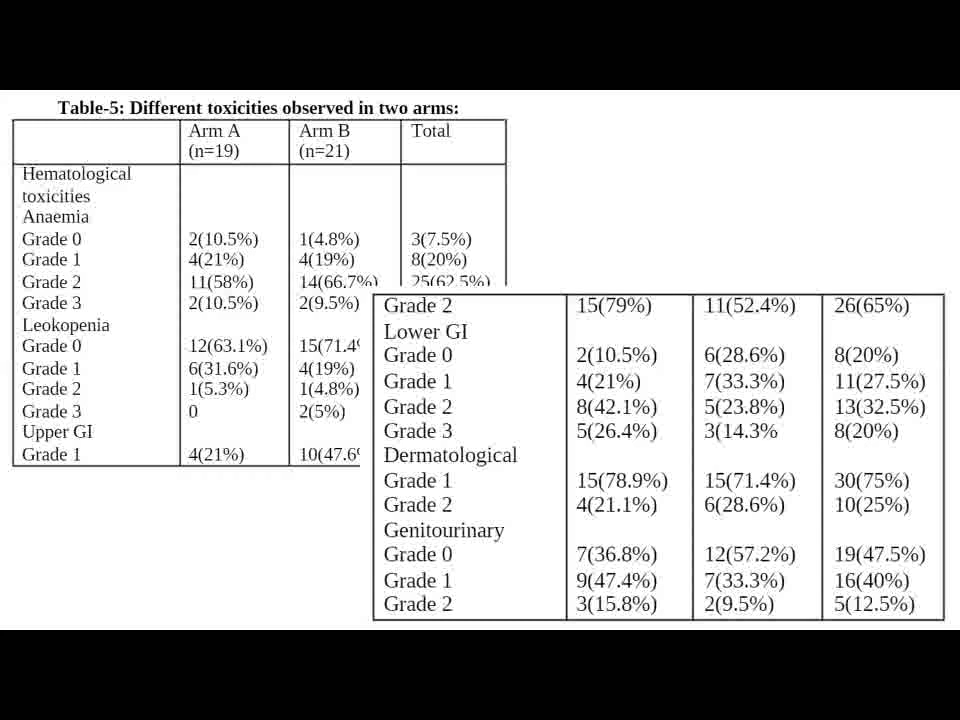 Table-5: Different toxicities observed in two arms:
Arm A Arm B Total
(n=19) (n=21)
Hematological
toxicities
Anaemia
Grade 0 2(10.5%) 1(4.8%) 3(7.5%)
Grade 1 4(21%) 4(19%) 8(20%)
Grade 2 11(58%) 14(66.7%) 25(62.5%)
Grade 3 2(10.5%) 2(9.5%)
Leokopenia
Grade 0 12(63.1%) 15(71.4
Grade 1 6(31.6%) 4(19%)
Grade 2 1(5.3%) 1(4.8%)
Grade 3 0 2(5%)
Upper GI
Grade 1 4(21%) 10(47.6
Grade 2 15(79%) 11(52.4%) 26(65%)
Lower GI
Grade 0 2(10.5%) 6(28.6%) 8(20%)
Grade 1 4(21%) 7(33.3%) 11(27.5%)
Grade 2 8(42.1%) 5(23.8%) 13(32.5%)
Grade 3 5(26.4%) 3(14.3% 8(20%)
Dermatological
Grade 1 15(78.9%) 15(71.4%) 30(75%)
Grade 2 4(21.1%) 6(28.6%) 10(25%)
Genitourinary
Grade 0 7(36.8%) 12(57.2%) 19(47.5%)
Grade 1 9(47.4%) 7(33.3%) 16(40%)
Grade 2 3(15.8%) 2(9.5%) 5(12.5%)